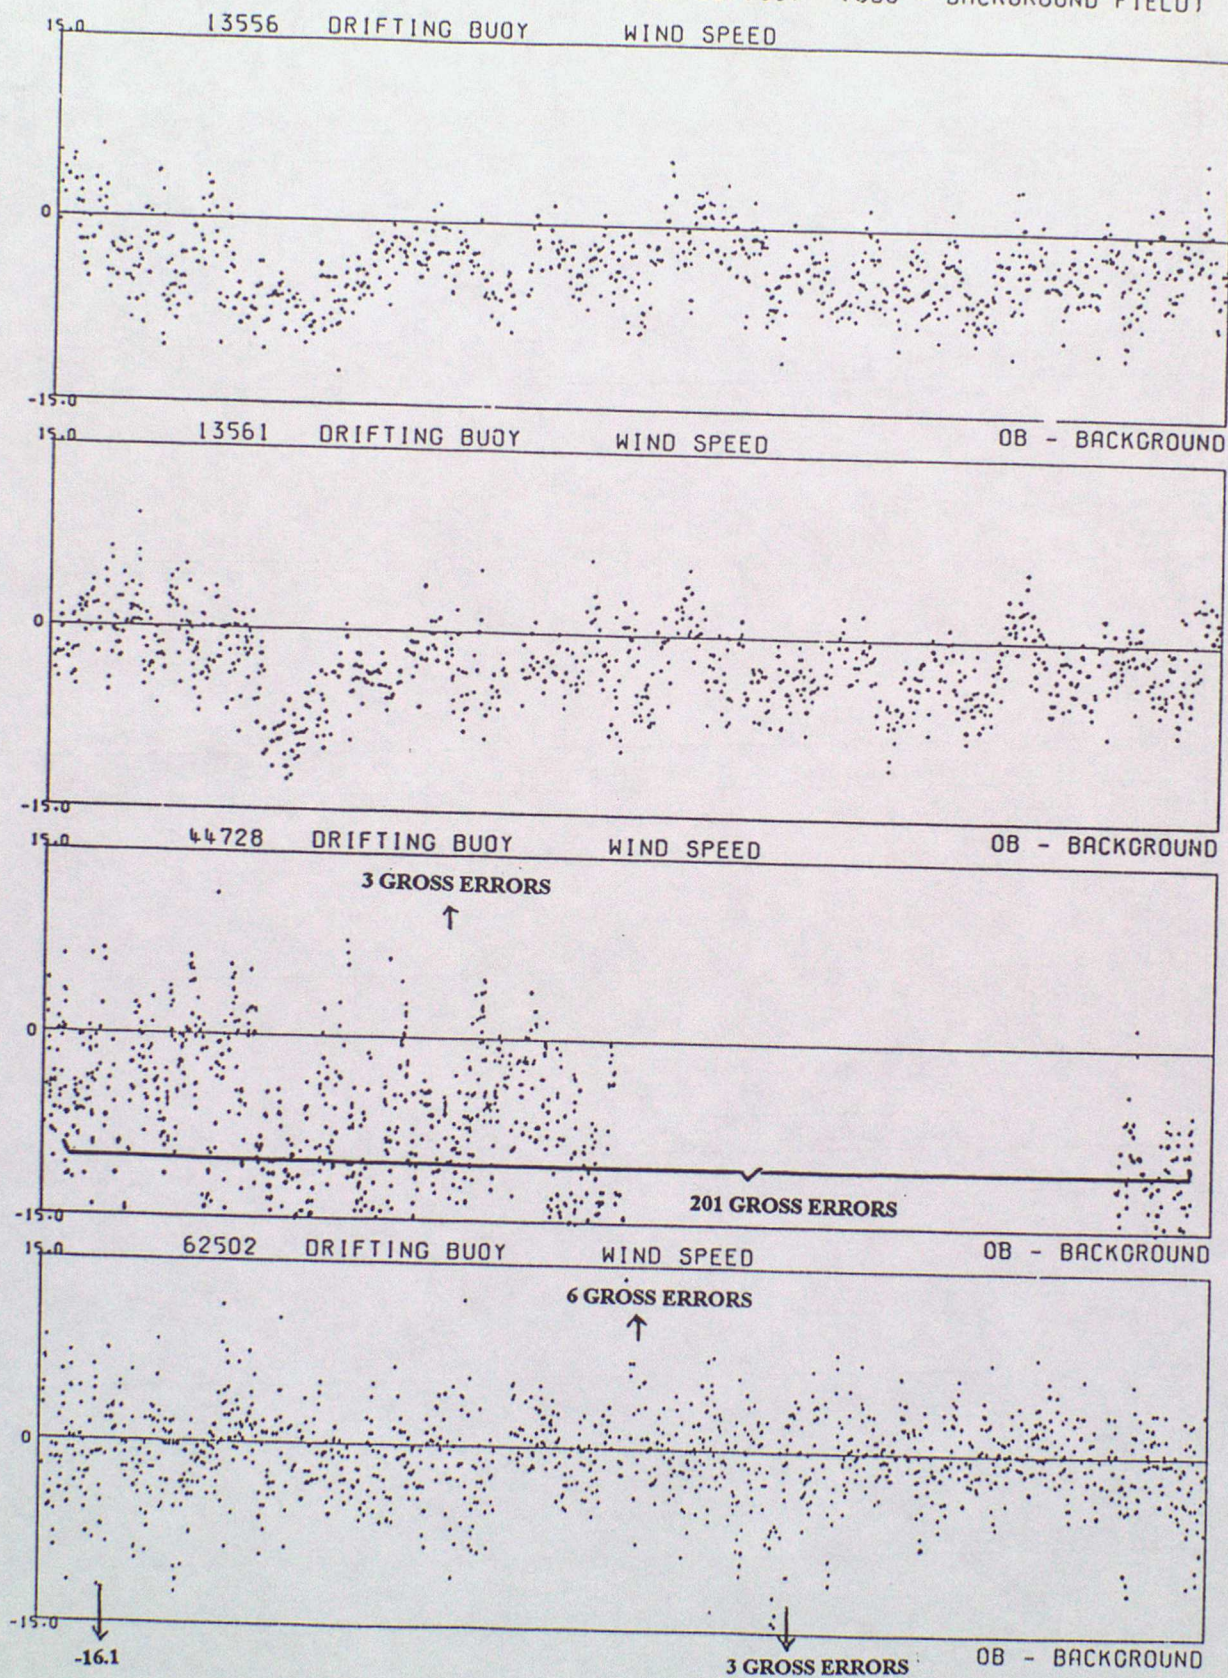 BACKGROUND FIELD)
15.0 13556 DRIFTING BUOY WIND SPEED
0
-15.0
15.0 13561 DRIFTING BUOY WIND SPEED OB - BACKGROUND
0
-15.0
15.0 44728 DRIFTING BUOY WIND SPEED OB - BACKGROUND
3 GROSS ERRORS
0
201 GROSS ERRORS
-15.0
15.0 62502 DRIFTING BUOY WIND SPEED OB - BACKGROUND
6 GROSS ERRORS
0
-15.0
-16.1
3 GROSS ERRORS
OB - BACKGROUND